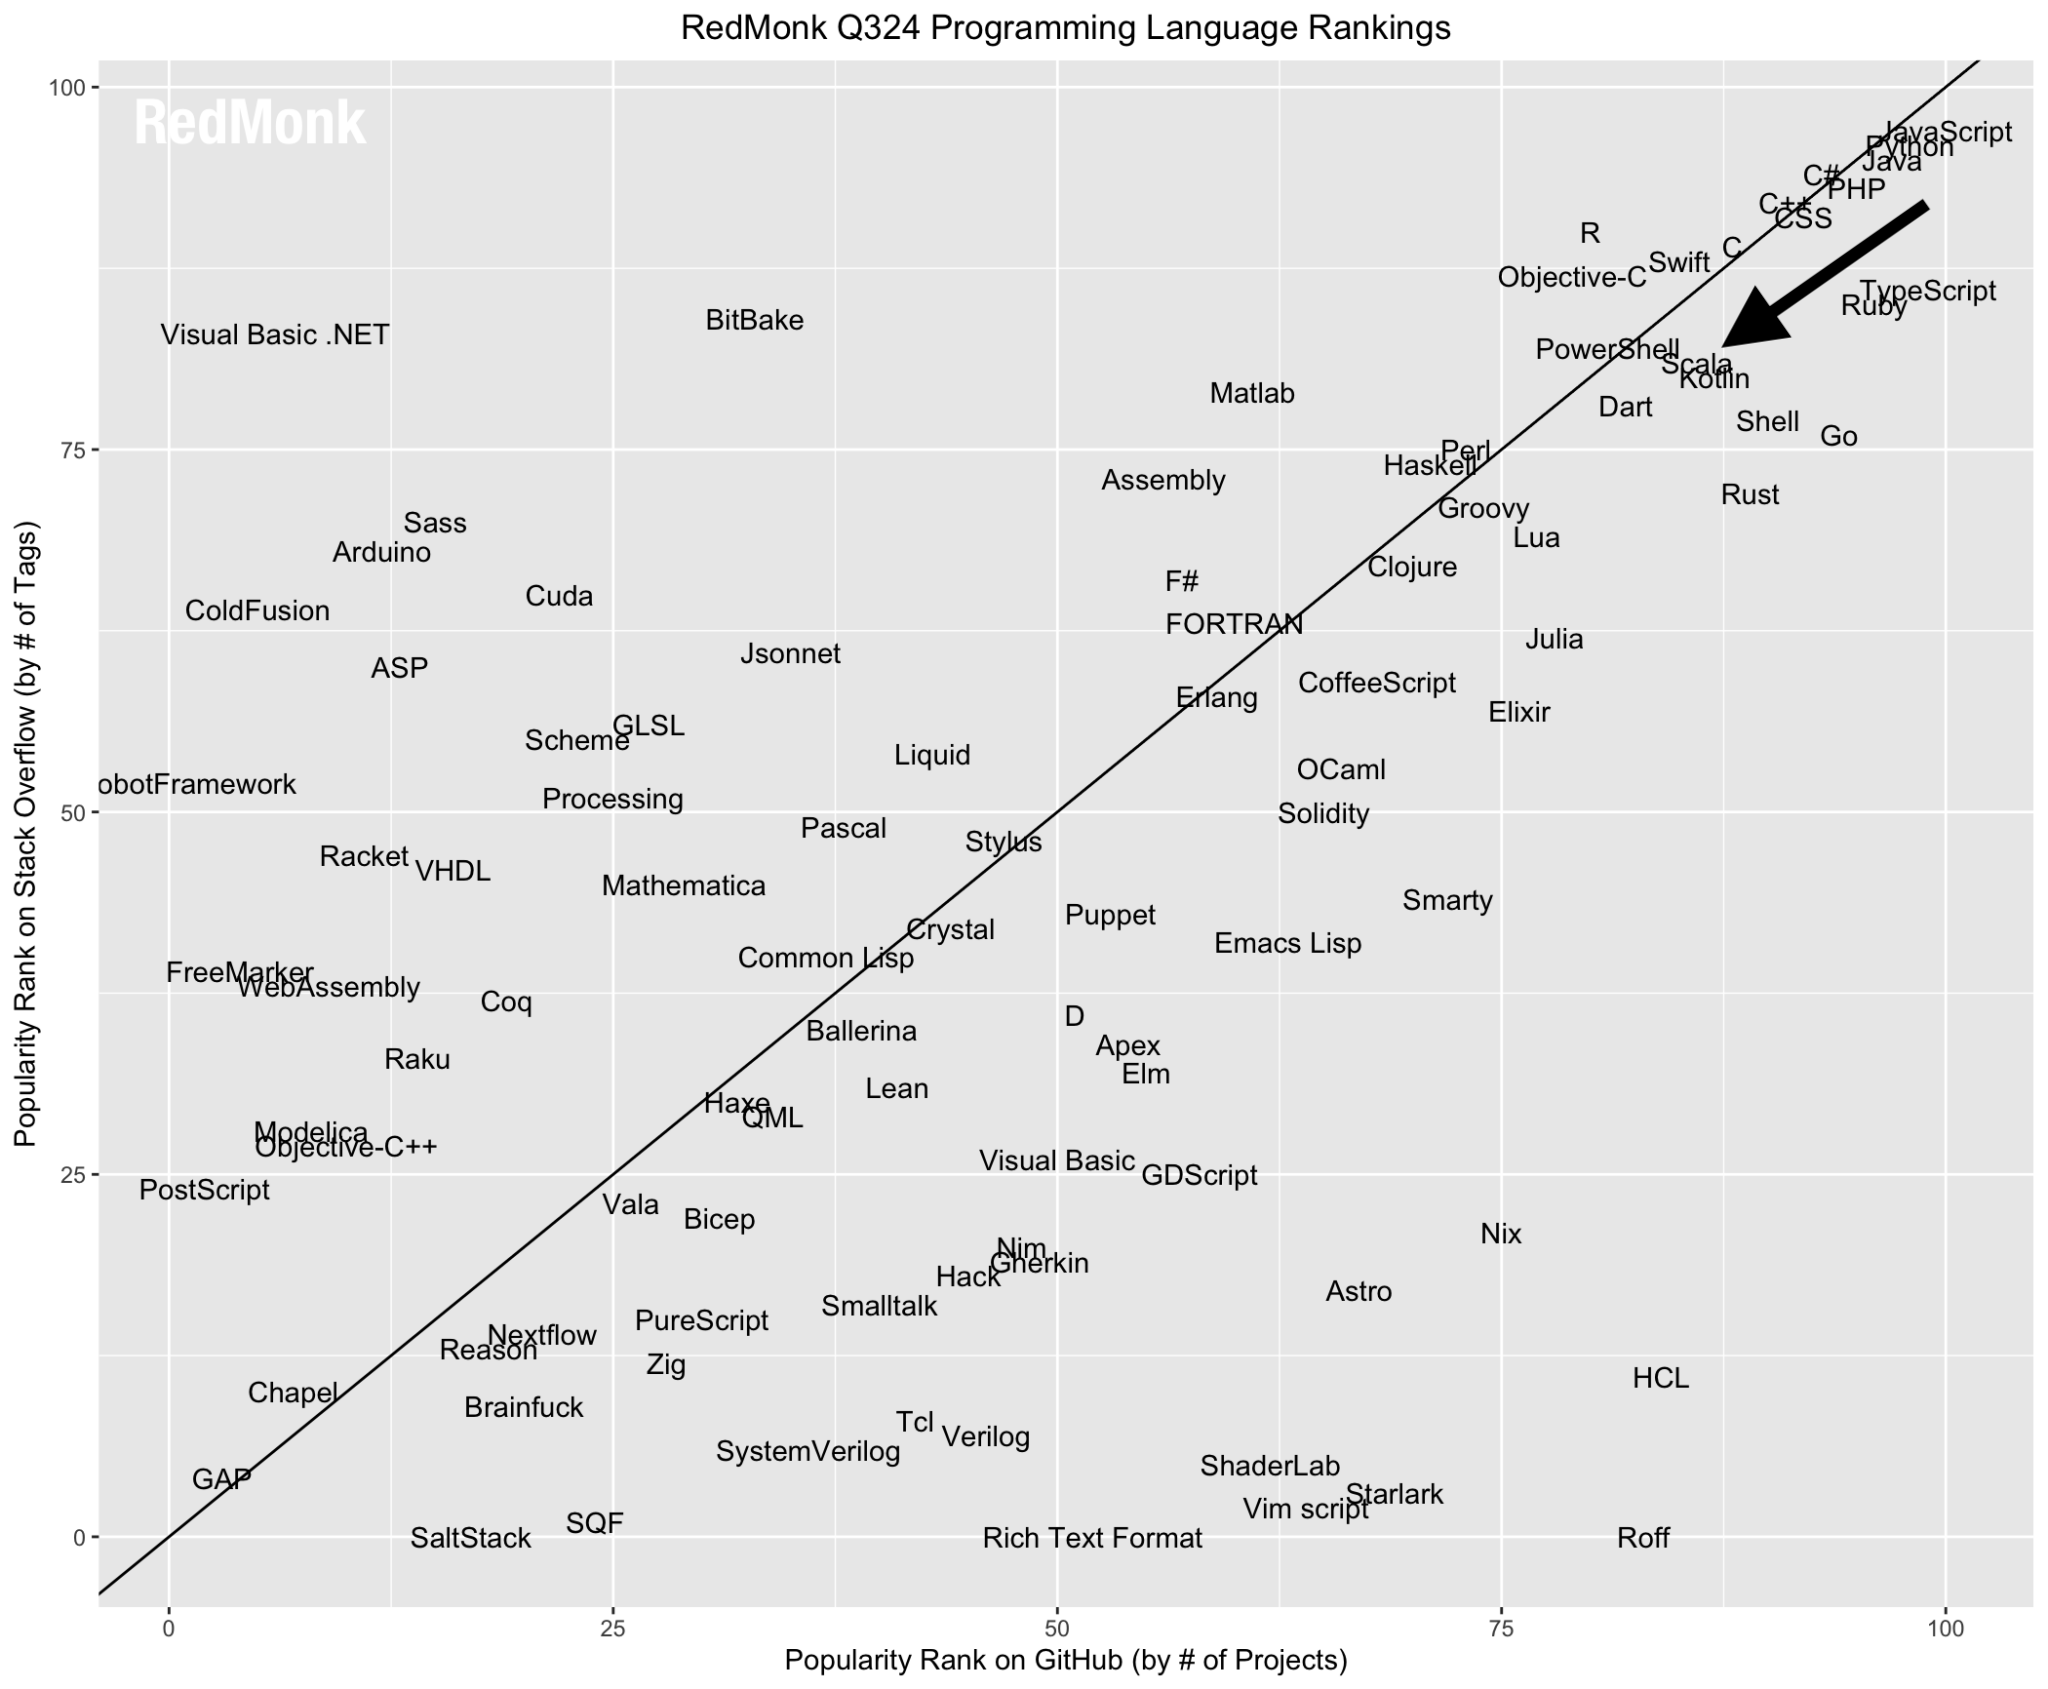 RedMonk Q324 Programming Language Rankings
100
RedMonk
JavaScript
Python
Java
C#
PHP
C++
CSS
R
C
Swift
Objective-C
TypeScript
Ruby
BitBake
Visual Basic .NET
PowerShell
Scala
Kotlin
Matlab
Dart
Shell
Go
75
Perl
Haskell
Assembly
Rust
Groovy
Sass
Lua
Arduino
Clojure
F#
Cuda
ColdFusion
FORTRAN
Julia
Jsonnet
ASP
CoffeeScript
Erlang
Elixir
GLSL
Scheme
Liquid
OCaml
obotFramework
Processing
50
Solidity
Pascal
Stylus
Racket
VHDL
Mathematica
Smarty
Puppet
Crystal
Emacs Lisp
Common Lisp
FreeMarker
WebAssembly
Coq
D
Ballerina
Apex
Raku
Elm
Lean
Haxe
QML
Modelica
Objective-C++
Visual Basic
25
GDScript
PostScript
Vala
Bicep
Nix
Nim
Gherkin
Hack
Astro
Smalltalk
PureScript
Nextflow
Reason
Zig
HCL
Chapel
Brainfuck
Tcl
Verilog
SystemVerilog
ShaderLab
GAP
Starlark
Vim script
SQF
0
SaltStack
Rich Text Format
Roff
0
25
50
75
100
Popularity Rank on GitHub (by # of Projects)
Popularity Rank on Stack Overflow (by # of Tags)